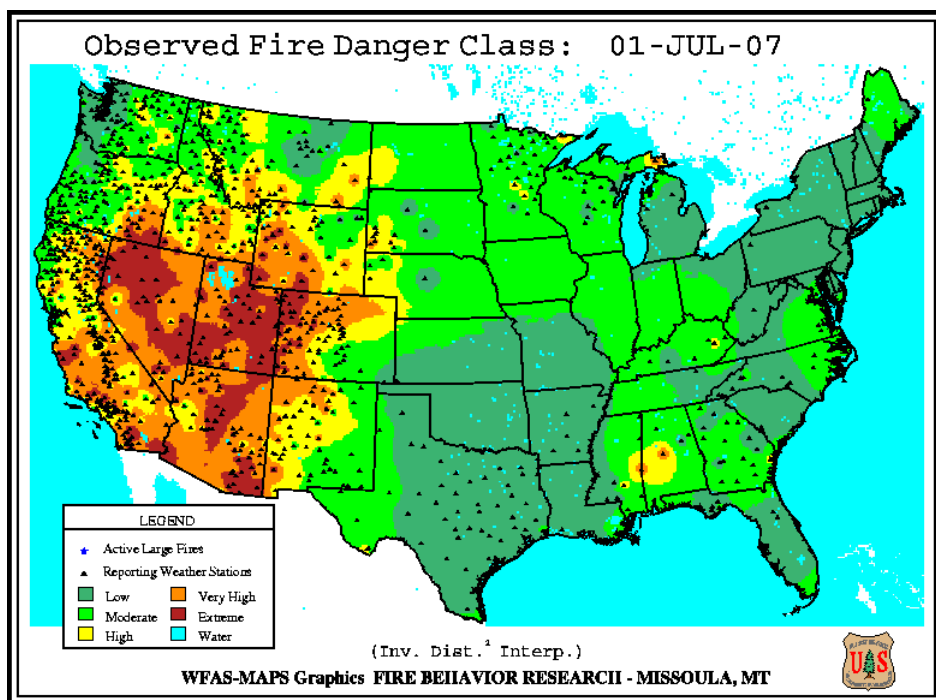 Observed Fire Danger Class: 01-JUL-07
LEGEND
Active Large Fires
Reporting Weather Stations
Low
Very High
Moderate
Extreme
High
Water
(Inv. Dist.² Interp.)
WFAS-MAPS Graphics FIRE BEHAVIOR RESEARCH - MISSOULA, MT
U S